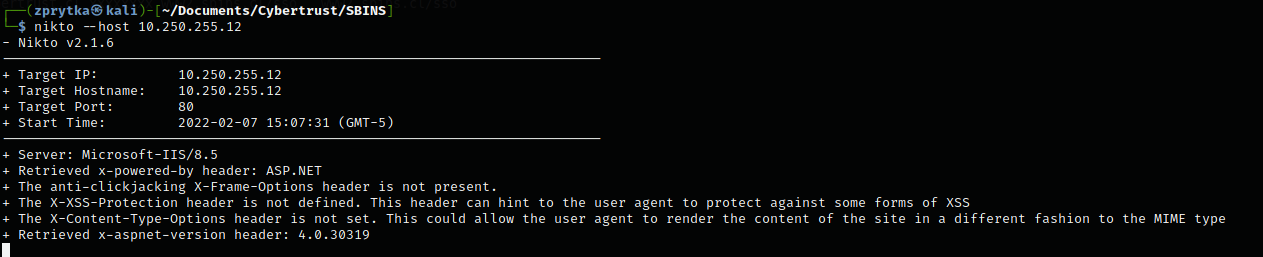 (zprytka㉿kali)-[~/Documents/Cybertrust/SBINS]
$ nikto --host 10.250.255.12
- Nikto v2.1.6
---------------------------------------------------------------------------
+ Target IP:          10.250.255.12
+ Target Hostname:    10.250.255.12
+ Target Port:        80
+ Start Time:         2022-02-07 15:07:31 (GMT-5)
---------------------------------------------------------------------------
+ Server: Microsoft-IIS/8.5
+ Retrieved x-powered-by header: ASP.NET
+ The anti-clickjacking X-Frame-Options header is not present.
+ The X-XSS-Protection header is not defined. This header can hint to the user agent to protect against some forms of XSS
+ The X-Content-Type-Options header is not set. This could allow the user agent to render the content of the site in a different fashion to the MIME type
+ Retrieved x-aspnet-version header: 4.0.30319